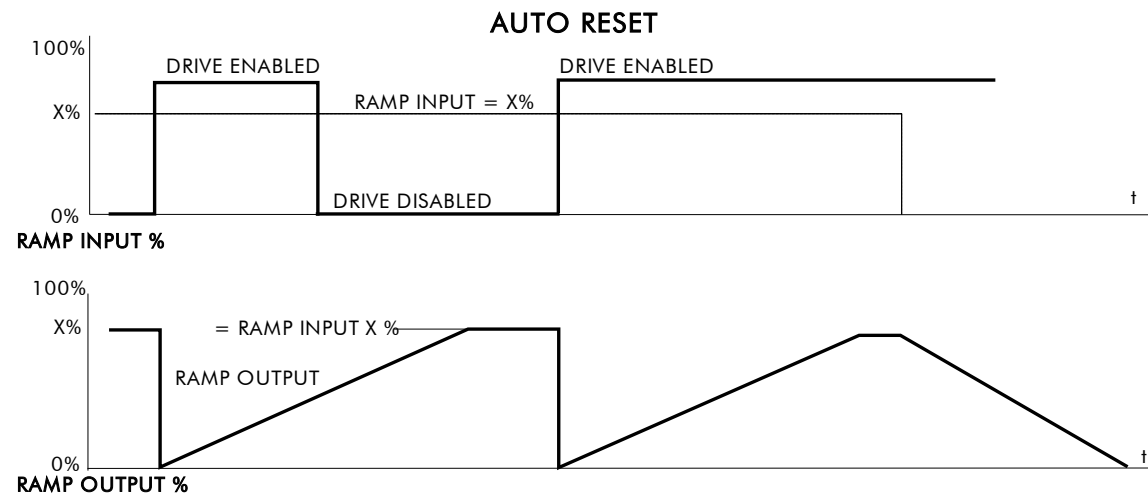 AUTO RESET
100%
DRIVE ENABLED
DRIVE ENABLED
X%
RAMP INPUT = X%
DRIVE DISABLED
t
0%
RAMP INPUT %
100%
X%
= RAMP INPUT X %
RAMP OUTPUT
0%
t
RAMP OUTPUT %